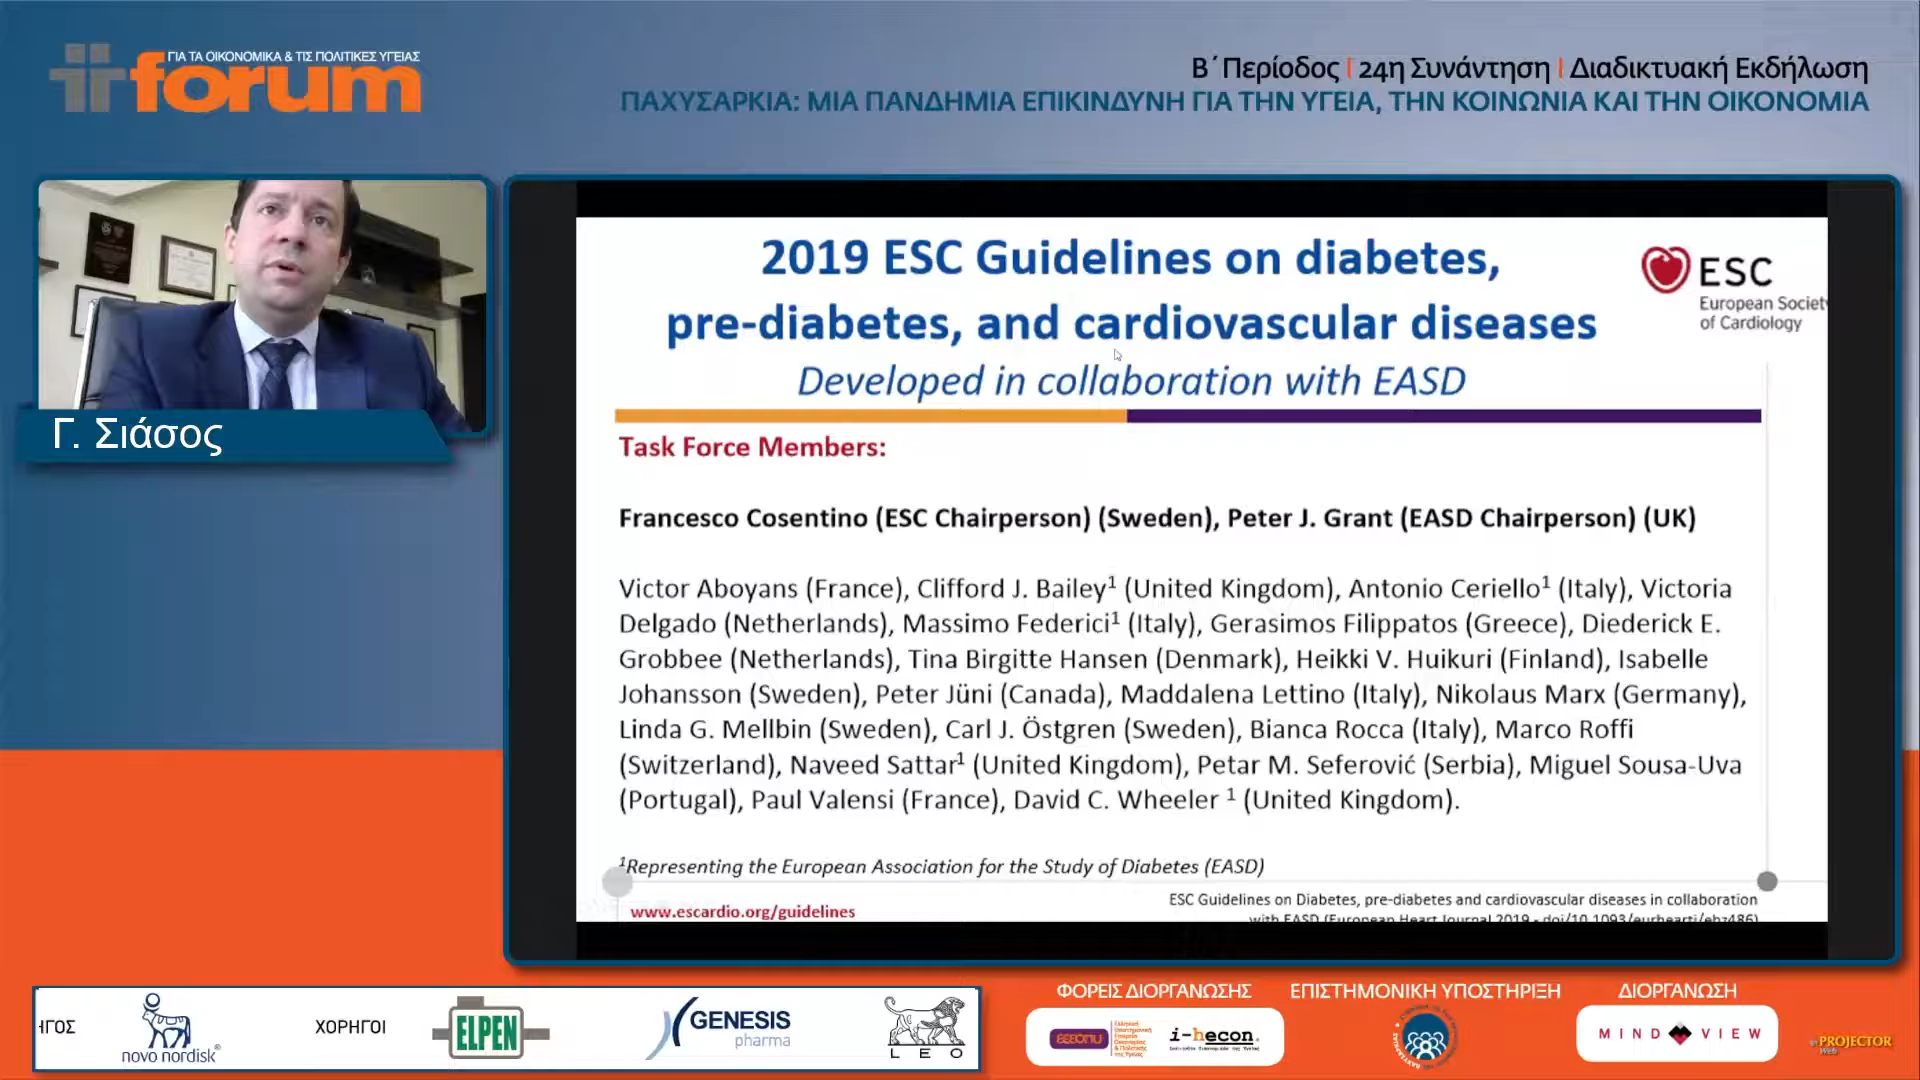 ΓΙΑ ΤΑ ΟΙΚΟΝΟΜΙΚΑ & ΤΙΣ ΠΟΛΙΤΙΚΕΣ ΥΓΕΙΑΣ
forum
Β΄ Περίοδος | 24η Συνάντηση | Διαδικτυακή Εκδήλωση
ΠΑΧΥΣΑΡΚΙΑ: ΜΙΑ ΠΑΝΔΗΜΙΑ ΕΠΙΚΙΝΔΥΝΗ ΓΙΑ ΤΗΝ ΥΓΕΙΑ, ΤΗΝ ΚΟΙΝΩΝΙΑ ΚΑΙ ΤΗΝ ΟΙΚΟΝΟΜΙΑ
Γ. Σιάσος
2019 ESC Guidelines on diabetes,
pre-diabetes, and cardiovascular diseases
Developed in collaboration with EASD
ESC
European Societ
of Cardiology
Task Force Members:
Francesco Cosentino (ESC Chairperson) (Sweden), Peter J. Grant (EASD Chairperson) (UK)
Victor Aboyans (France), Clifford J. Bailey¹ (United Kingdom), Antonio Ceriello¹ (Italy), Victoria
Delgado (Netherlands), Massimo Federici¹ (Italy), Gerasimos Filippatos (Greece), Diederick E.
Grobbee (Netherlands), Tina Birgitte Hansen (Denmark), Heikki V. Huikuri (Finland), Isabelle
Johansson (Sweden), Peter Jüni (Canada), Maddalena Lettino (Italy), Nikolaus Marx (Germany),
Linda G. Mellbin (Sweden), Carl J. Östgren (Sweden), Bianca Rocca (Italy), Marco Roffi
(Switzerland), Naveed Sattar¹ (United Kingdom), Petar M. Seferović (Serbia), Miguel Sousa-Uva
(Portugal), Paul Valensi (France), David C. Wheeler ¹ (United Kingdom).
¹Representing the European Association for the Study of Diabetes (EASD)
www.escardio.org/guidelines
ESC Guidelines on Diabetes, pre-diabetes and cardiovascular diseases in collaboration
with EASD (European Heart Journal 2019 - doi/10.1093/eurheartj/ehz486)
ΗΓΟΣ
novo nordisk®
ΧΟΡΗΓΟΙ
ELPEN
GENESIS
pharma
LEO
ΦΟΡΕΙΣ ΔΙΟΡΓΑΝΩΣΗΣ
i-hecon.
ΕΠΙΣΤΗΜΟΝΙΚΗ ΥΠΟΣΤΗΡΙΞΗ
ΔΙΟΡΓΑΝΩΣΗ
MIND VIEW
PROJECTOR
Web